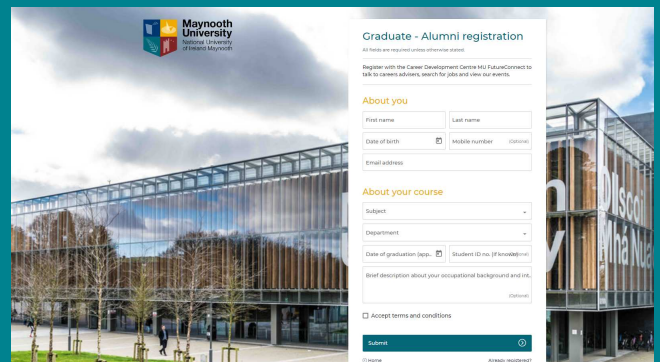 Maynooth
University
National University
of Ireland Maynooth
Graduate - Alumni registration
All fields are required unless otherwise stated.
Register with the Career Development Centre MU FutureConnect to
talk to careers advisers, search for jobs and view our events.
About you
First name
Last name
Date of birth
Mobile number (Optional)
Email address
About your course
Subject
Department
Date of graduation (app..
Student ID no. (if known)
Brief description about your occupational background and int..
(Optional)
Accept terms and conditions
Submit
Home
Already registered?